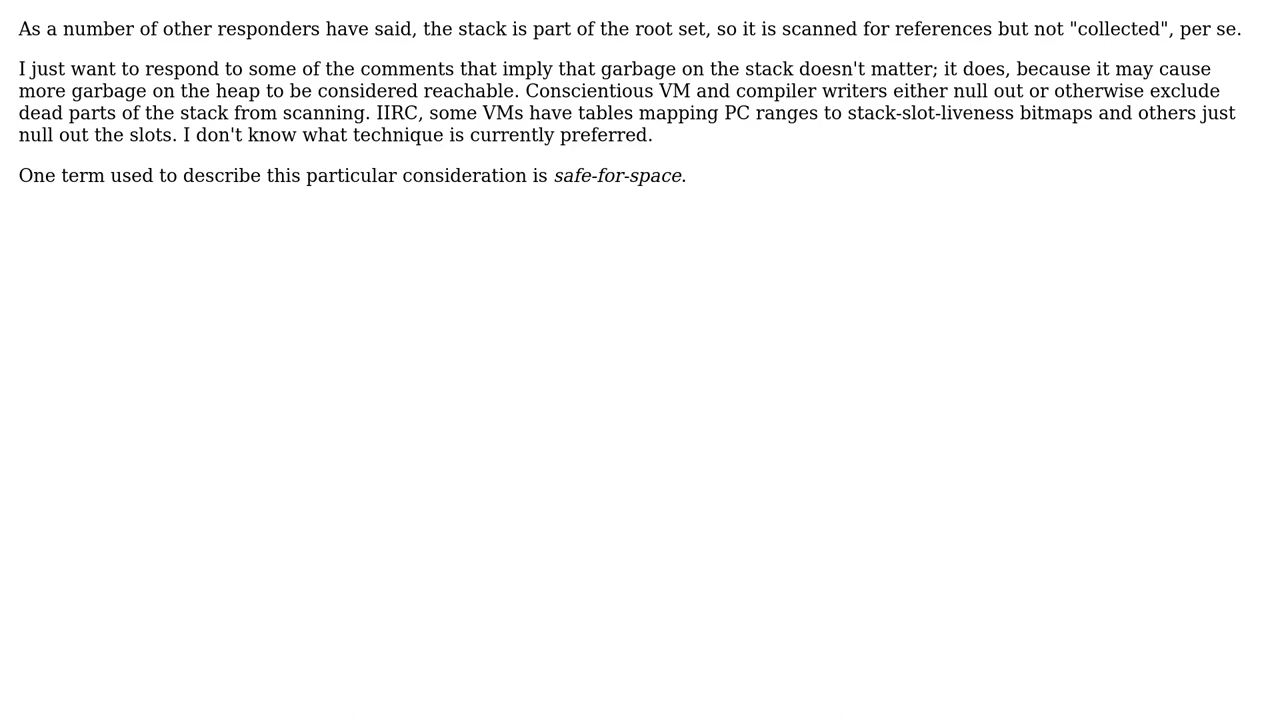 As a number of other responders have said, the stack is part of the root set, so it is scanned for references but not "collected", per se.
I just want to respond to some of the comments that imply that garbage on the stack doesn't matter; it does, because it may cause
more garbage on the heap to be considered reachable. Conscientious VM and compiler writers either null out or otherwise exclude
dead parts of the stack from scanning. IIRC, some VMs have tables mapping PC ranges to stack-slot-liveness bitmaps and others just
null out the slots. I don't know what technique is currently preferred.
One term used to describe this particular consideration is safe-for-space.